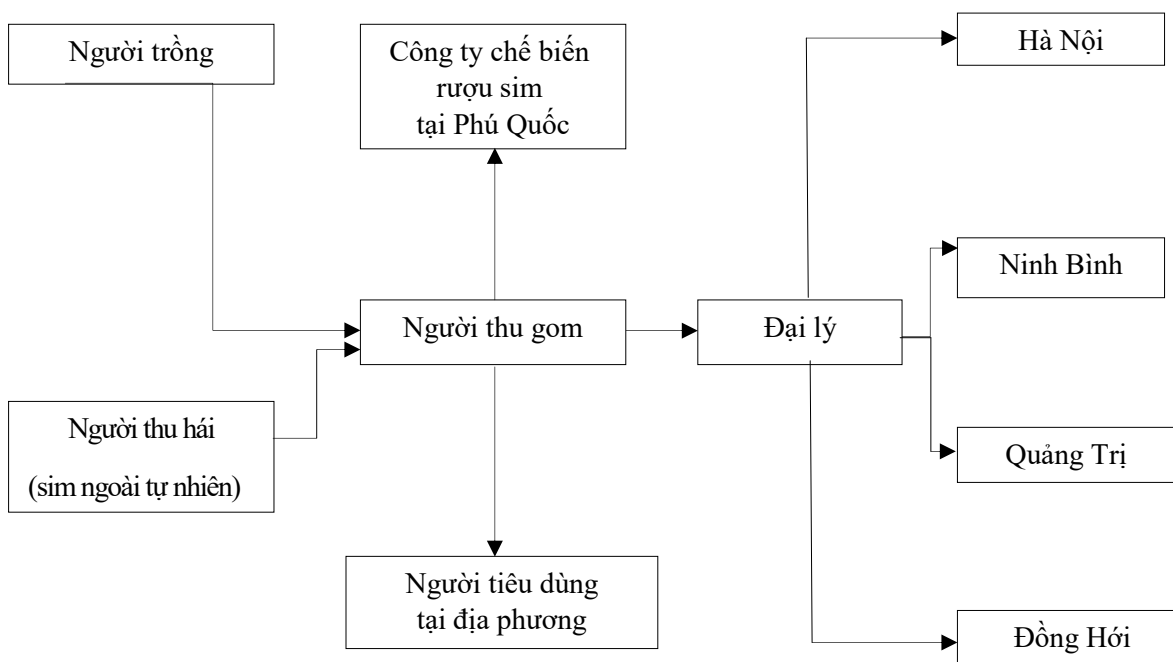 Người trồng
Công ty chế biến
rượu sim
tại Phú Quốc
Hà Nội
Ninh Bình
Người thu gom
Đại lý
Người thu hái
(sim ngoài tự nhiên)
Quảng Trị
Người tiêu dùng
tại địa phương
Đồng Hới